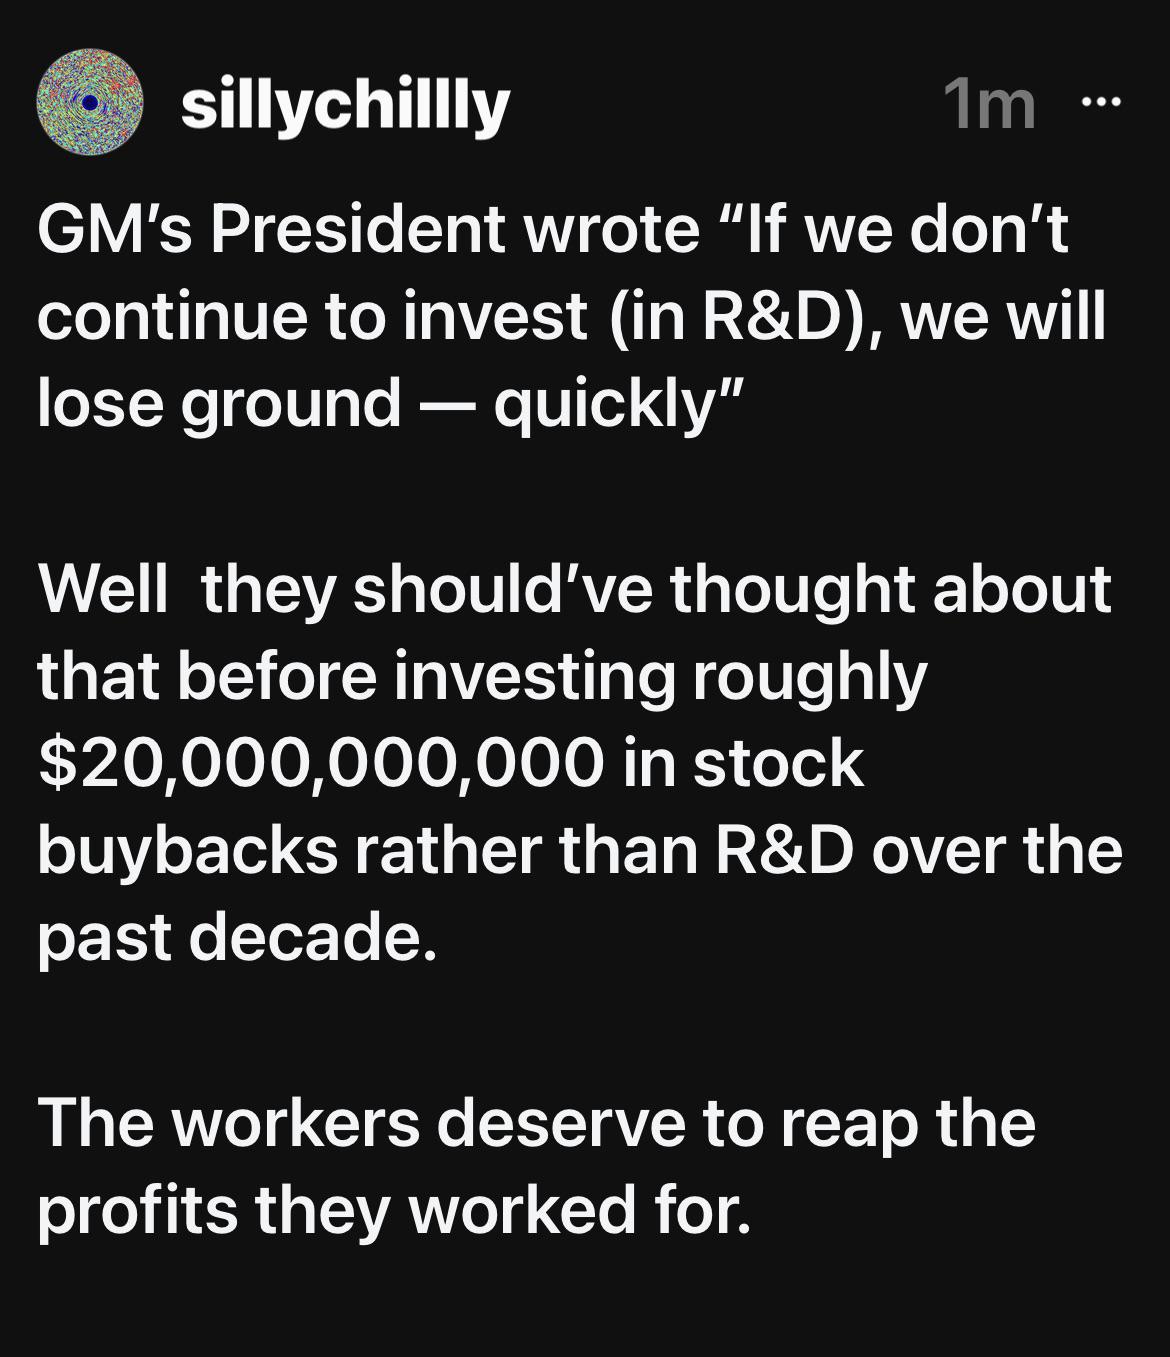 sillychillly
1m
GM’s President wrote “If we don’t
continue to invest (in R&D), we will
lose ground — quickly”
Well  they should’ve thought about
that before investing roughly
$20,000,000,000 in stock
buybacks rather than R&D over the
past decade.
The workers deserve to reap the
profits they worked for.